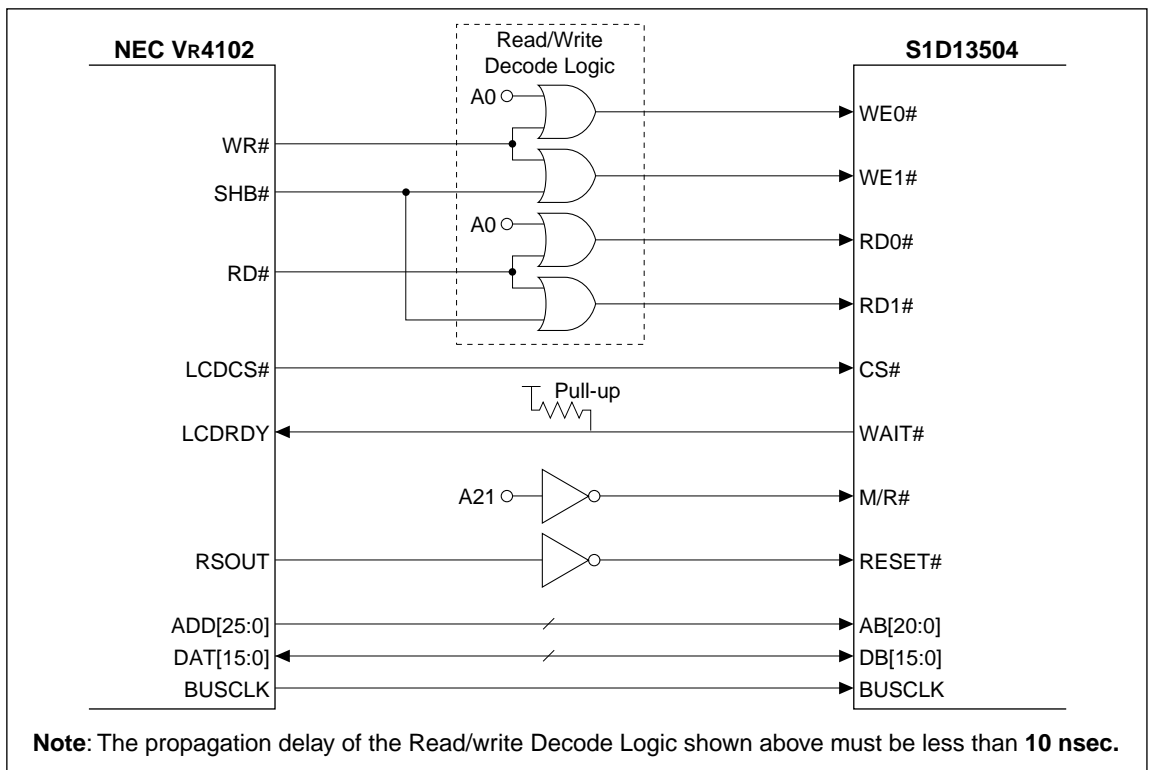 NEC VR4102
Read/Write
Decode Logic
S1D13504
A0
WE0#
WR#
WE1#
SHB#
A0
RD0#
RD#
RD1#
LCDCS#
CS#
Pull-up
LCDRDY
WAIT#
A21
M/R#
RSOUT
RESET#
ADD[25:0]
AB[20:0]
DAT[15:0]
DB[15:0]
BUSCLK
BUSCLK
Note: The propagation delay of the Read/write Decode Logic shown above must be less than 10 nsec.